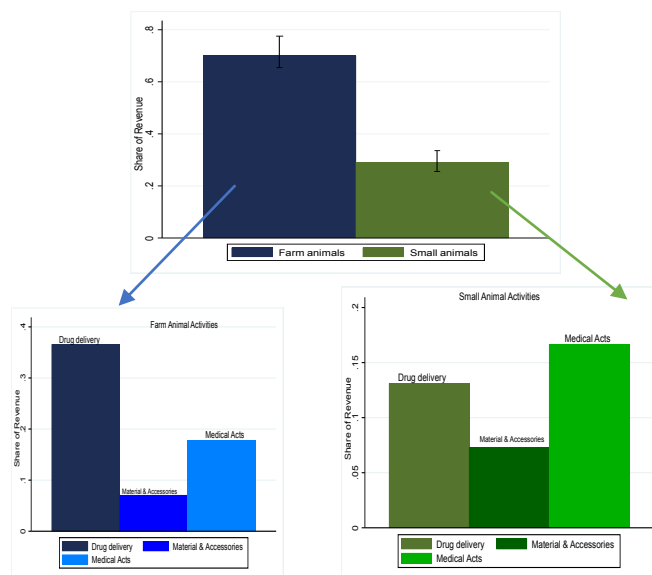 Share of Revenue
.8
.6
.4
.2
0
Farm animals Small animals
Farm Animal Activities
Share of Revenue
.4
.3
.2
.1
0
Drug delivery
Material & Accessories
Medical Acts
Drug delivery Material & Accessories
Medical Acts
Small Animal Activities
Share of Revenue
.2
.15
.1
.05
0
Drug delivery
Material & Accessories
Medical Acts
Drug delivery Material & Accessories
Medical Acts